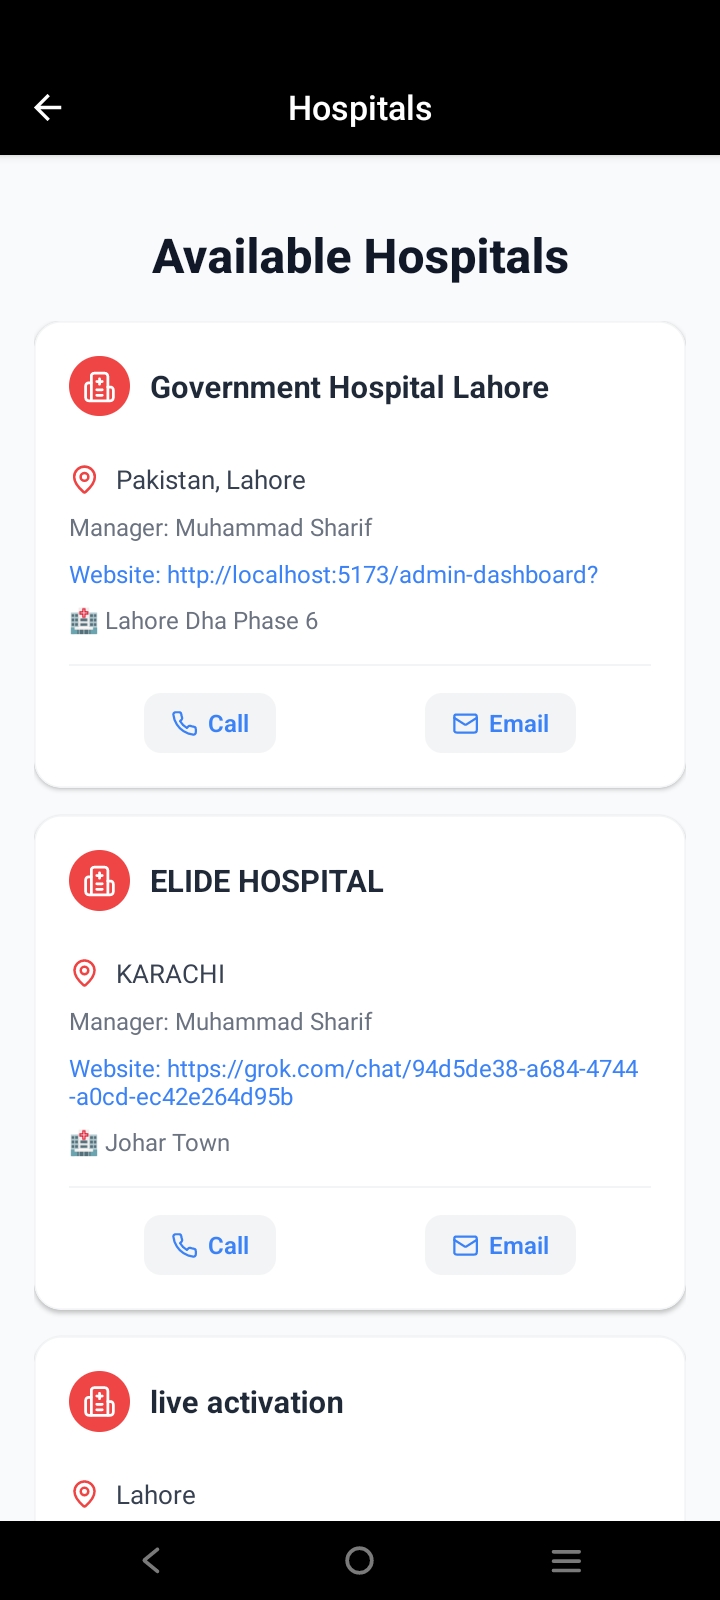 Hospitals
Available Hospitals
Government Hospital Lahore
Pakistan, Lahore
Manager: Muhammad Sharif
Website: http://localhost:5173/admin-dashboard?
🏥 Lahore Dha Phase 6
Call
Email
ELIDE HOSPITAL
KARACHI
Manager: Muhammad Sharif
Website: https://grok.com/chat/94d5de38-a684-4744
-a0cd-ec42e264d95b
🏥 Johar Town
Call
Email
live activation
Lahore